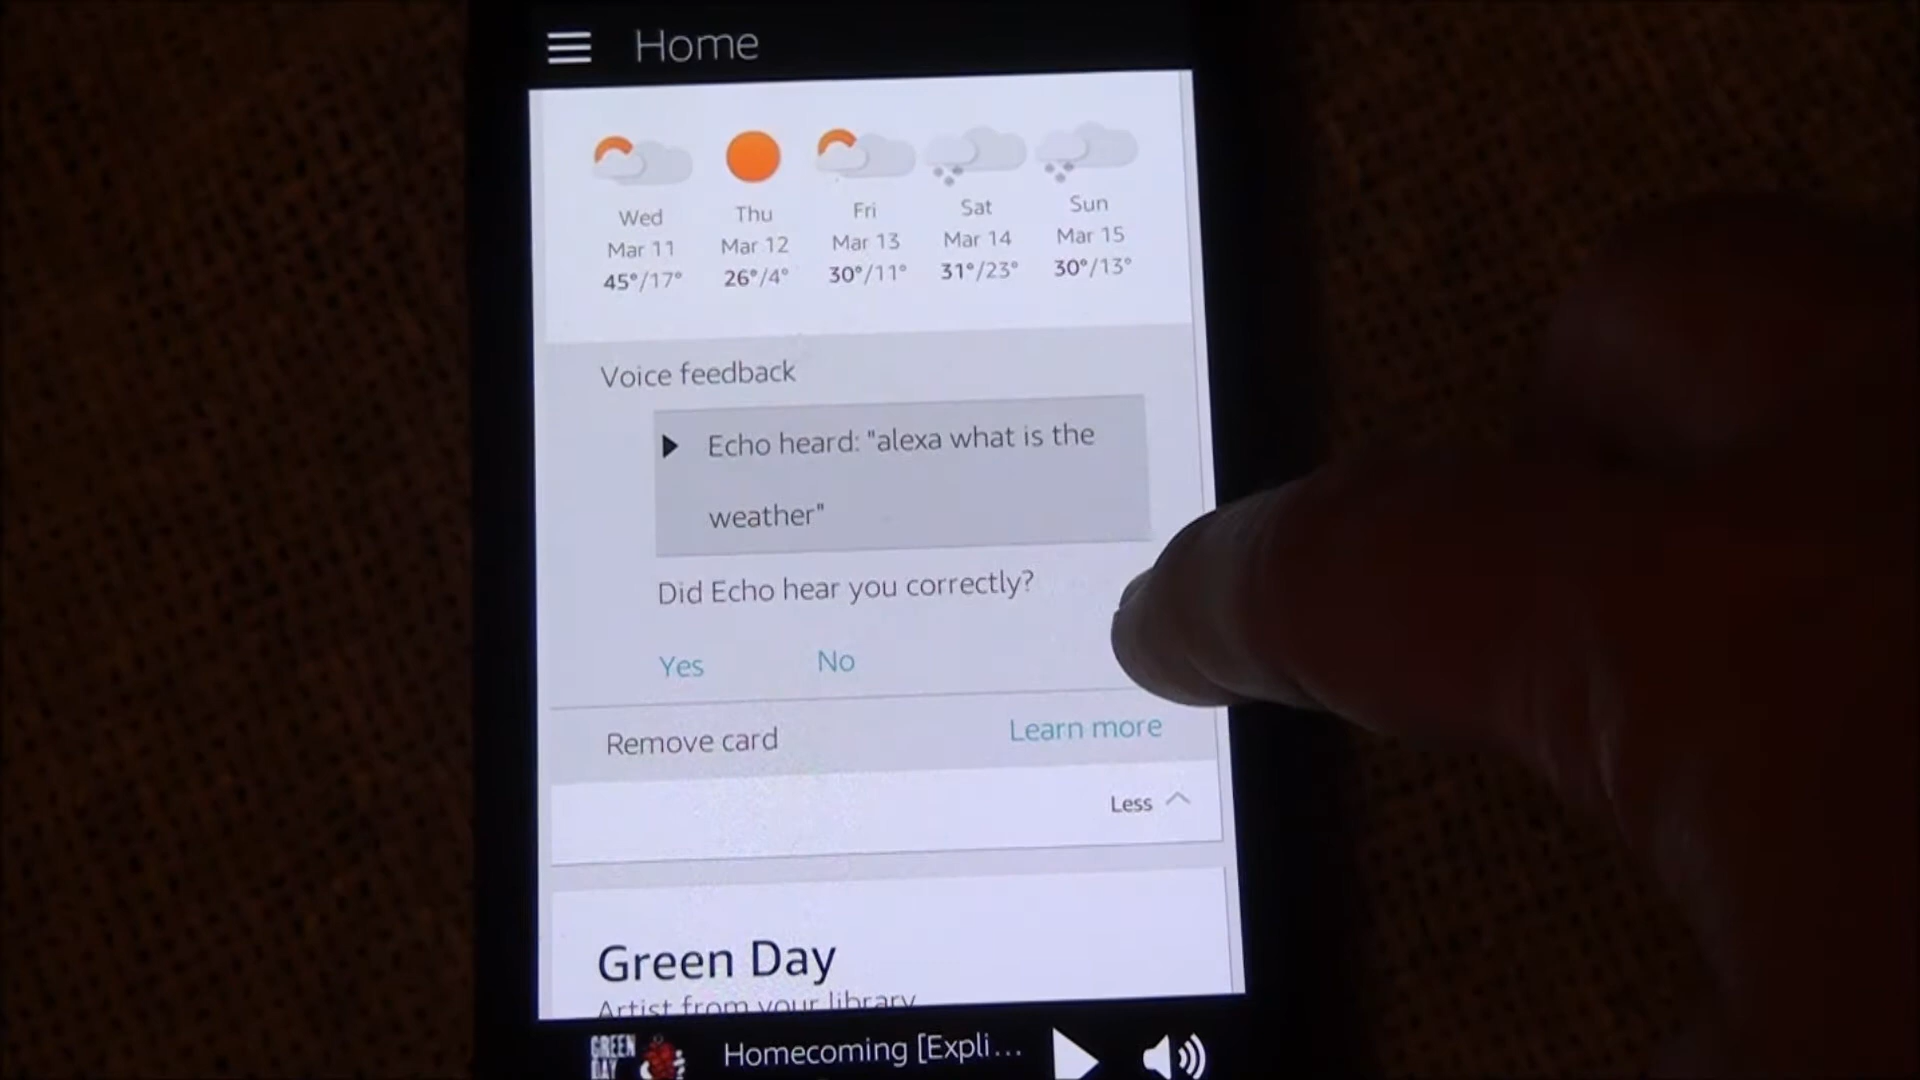 Home
Wed Thu Fri Sat Sun
Mar 11 Mar 12 Mar 13 Mar 14 Mar 15
45°/17° 26°/4° 30°/11° 31°/23° 30°/13°
Voice feedback
Echo heard: "alexa what is the
weather"
Did Echo hear you correctly?
Yes No
Remove card Learn more
Less
Green Day
Artist from your library
GREEN
DAY
Homecoming [Expli...